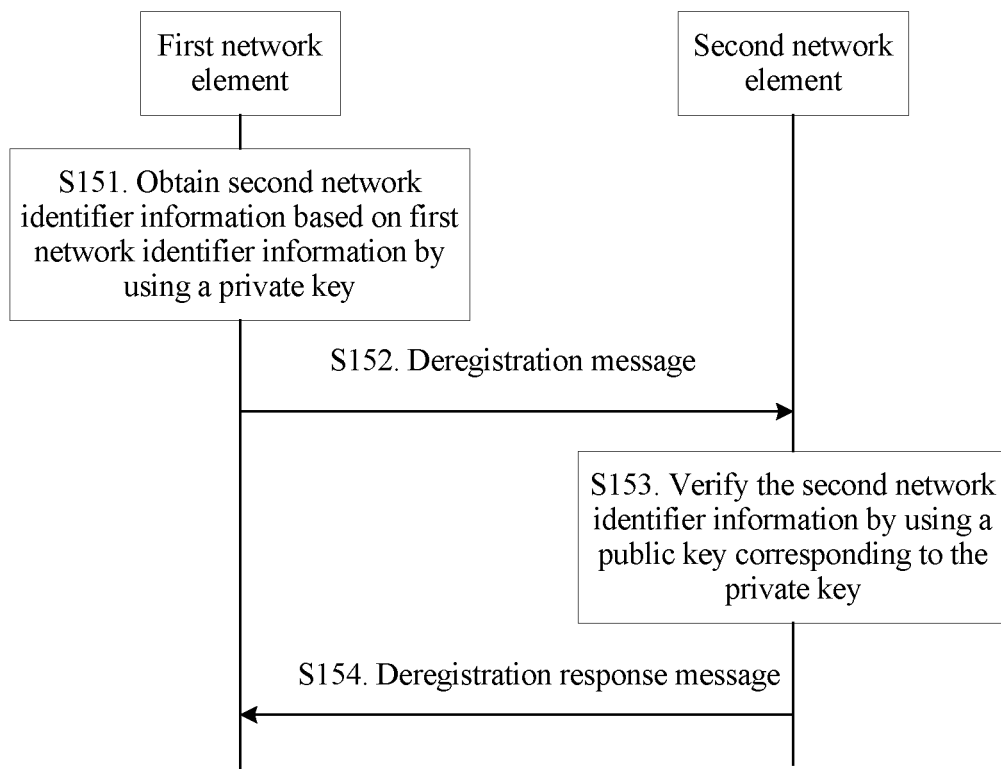 First network
element
Second network
element
S151. Obtain second network
identifier information based on first
network identifier information by
using a private key
S152. Deregistration message
S153. Verify the second network
identifier information by using a
public key corresponding to the
private key
S154. Deregistration response message